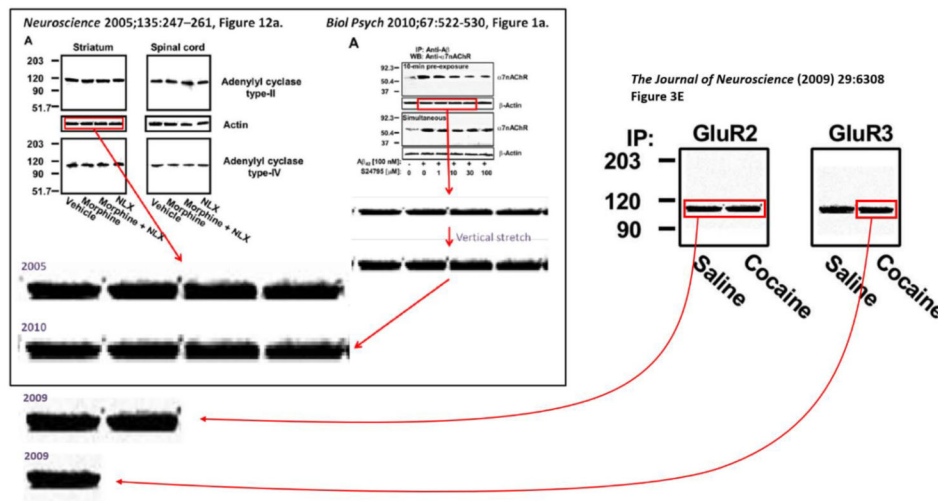 Neuroscience 2005;135:247–261, Figure 12a.
A
Striatum
Spinal cord
203
120
90
51.7
Adenylyl cyclase
type-II
Actin
203
120
90
51.7
Adenylyl cyclase
type-IV
Vehicle
Morphine
Morphine + NLX
NLX
Vehicle
Morphine
Morphine + NLX
NLX
Biol Psych 2010;67:522-530, Figure 1a.
A
IP: Anti-Aβ
WB: Anti-α7nAChR
10-min pre-exposure
92.3
50.4
37
α7nAChR
β-Actin
Simultaneous
92.3
50.4
37
α7nAChR
β-Actin
Aβ42 [100 nM] - + + + + +
S24795 [µM] 0 0 1 10 30 100
Vertical stretch
2005
2010
2009
2009
The Journal of Neuroscience (2009) 29:6308
Figure 3E
IP: GluR2 GluR3
203
120
90
Saline
Cocaine
Saline
Cocaine